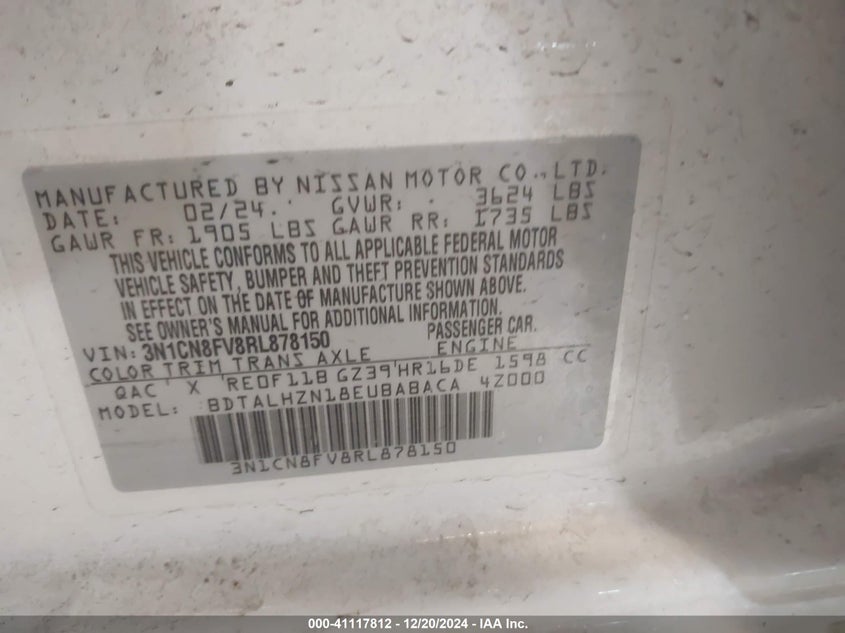 MANUFACTURED BY NISSAN MOTOR CO., LTD.
DATE: 02/24. GVWR: 3624 LBS
GAWR FR: 1905 LBS GAWR RR: 1735 LBS
THIS VEHICLE CONFORMS TO ALL APPLICABLE FEDERAL MOTOR
VEHICLE SAFETY, BUMPER AND THEFT PREVENTION STANDARDS
IN EFFECT ON THE DATE OF MANUFACTURE SHOWN ABOVE.
SEE OWNER'S MANUAL FOR ADDITIONAL INFORMATION.
VIN: 3N1CN8FV8RL878150 PASSENGER CAR.
COLOR TRIM TRANS AXLE ENGINE
QAC X RE0F11B GZ39 HR16DE 1598 CC
MODEL: BDTALHZN18EUBABACA 4Z000
3N1CN8FV8RL878150
000-41117812 - 12/20/2024 - IAA Inc.